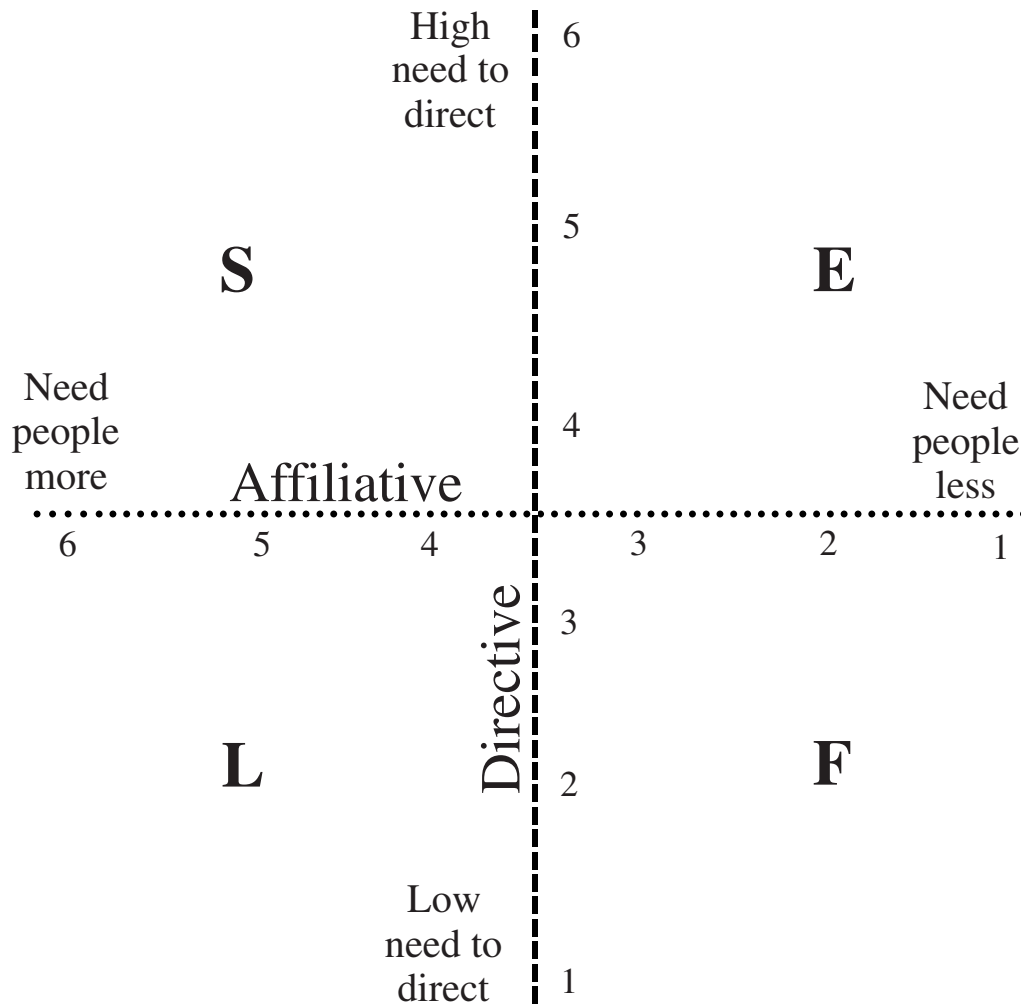 High
need to
direct
6
5
S
E
Need
people
more
Need
people
less
4
Affiliative
6 5 4 3 2 1
Directive
3
L
F
2
Low
need to
direct
1